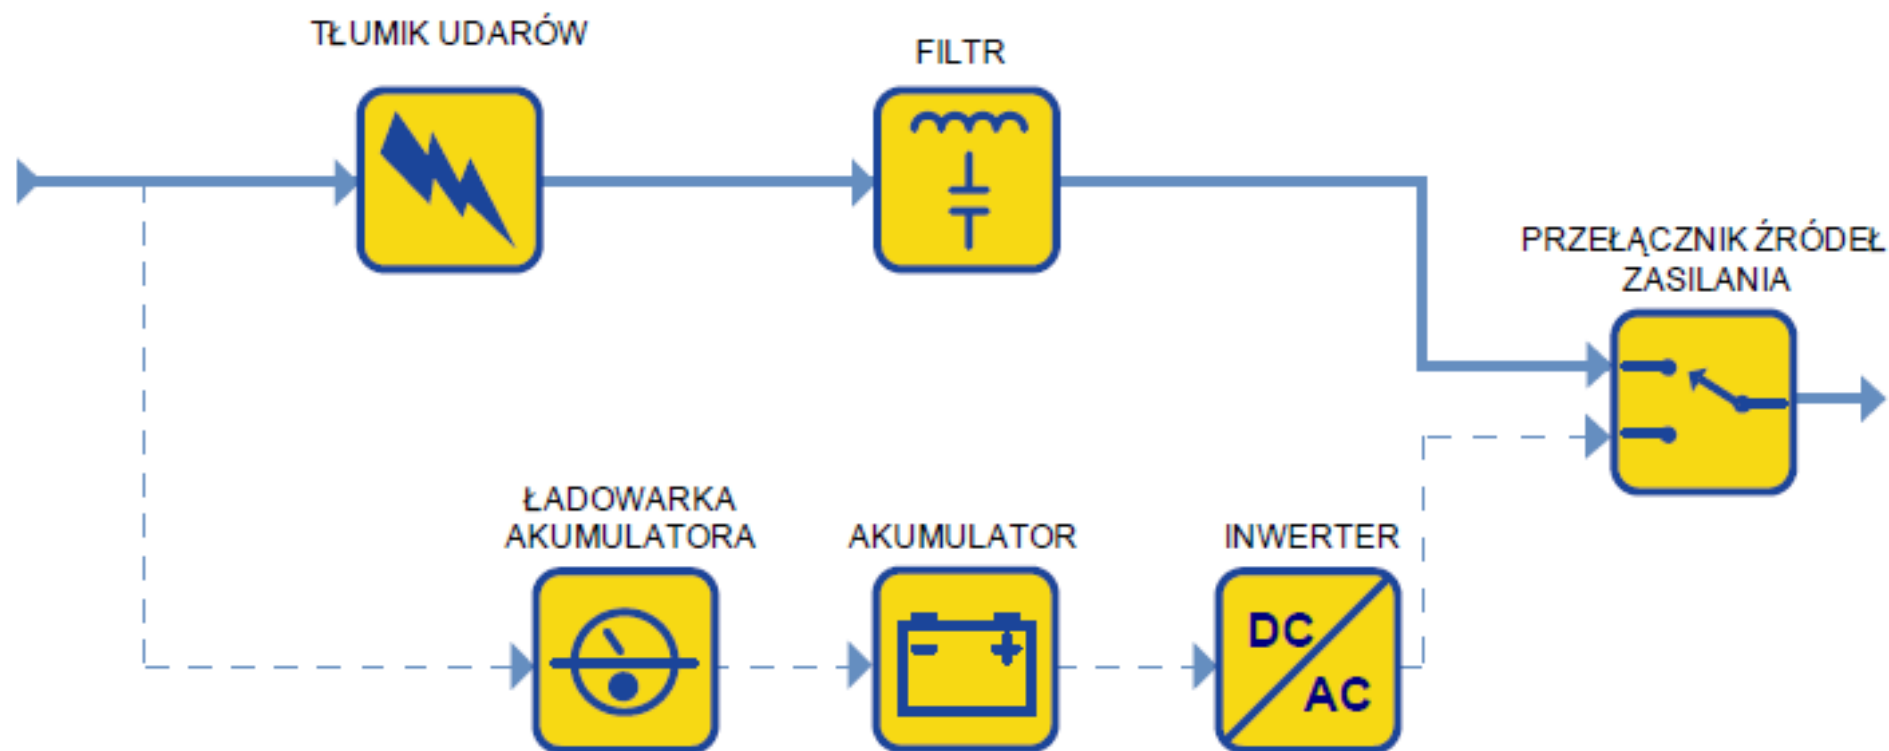 TŁUMIK UDARÓW
FILTR
PRZEŁĄCZNIK ŹRÓDEŁ
ZASILANIA
ŁADOWARKA
AKUMULATORA
AKUMULATOR
INWERTER
DC
AC